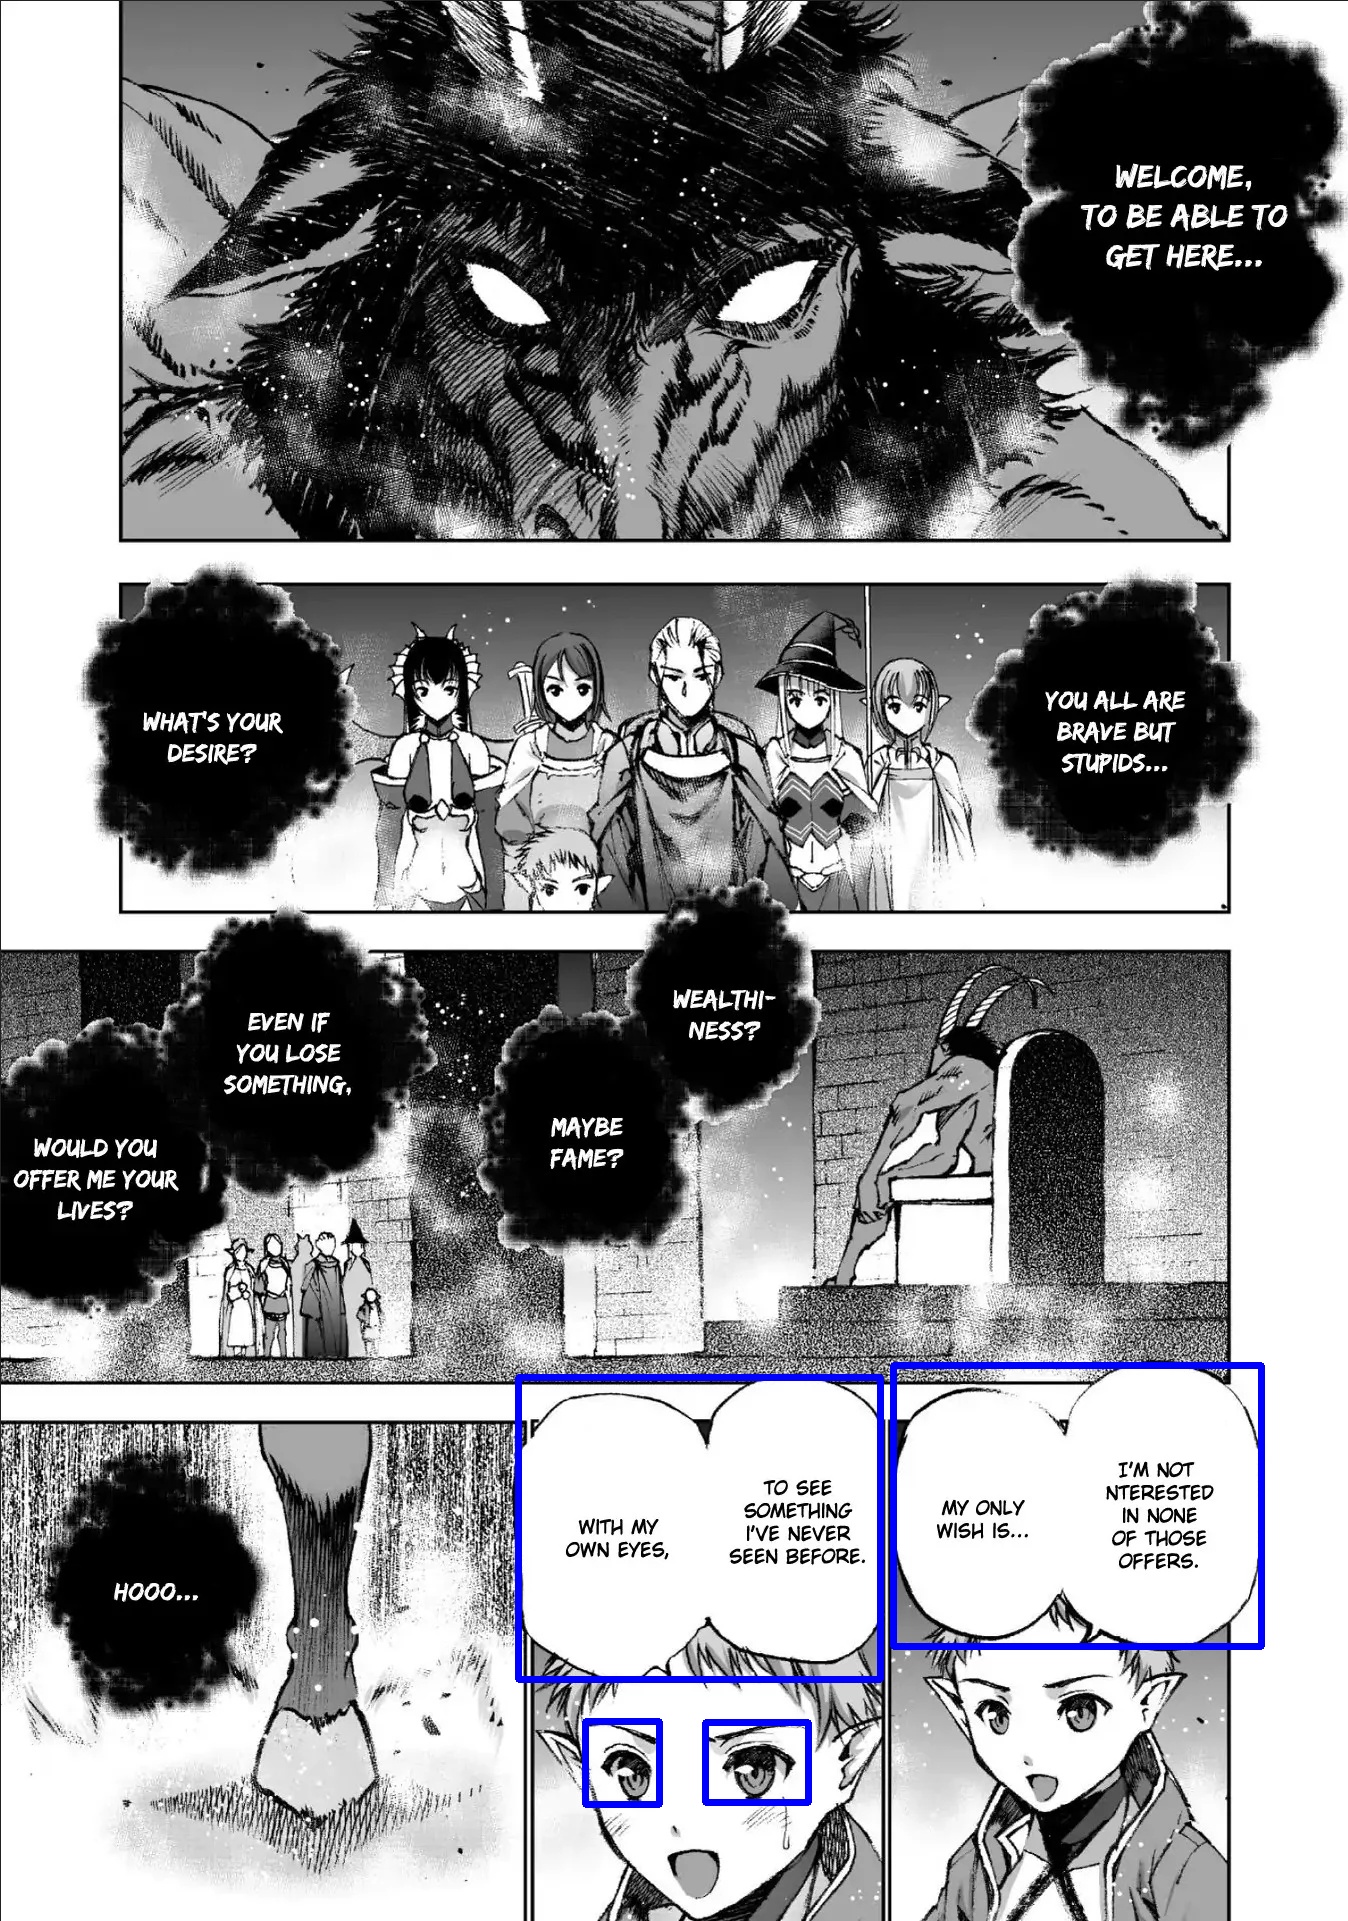 WELCOME,
TO BE ABLE TO
GET HERE...
YOU ALL ARE
BRAVE BUT
STUPIDS...
WHAT'S YOUR
DESIRE?
WEALTHI-
NESS?
MAYBE
FAME?
EVEN IF
YOU LOSE
SOMETHING,
WOULD YOU
OFFER ME YOUR
LIVES?
I'M NOT
NTERESTED
IN NONE
OF THOSE
OFFERS.
MY ONLY
WISH IS...
TO SEE
SOMETHING
I'VE NEVER
SEEN BEFORE.
WITH MY
OWN EYES,
HOOO...